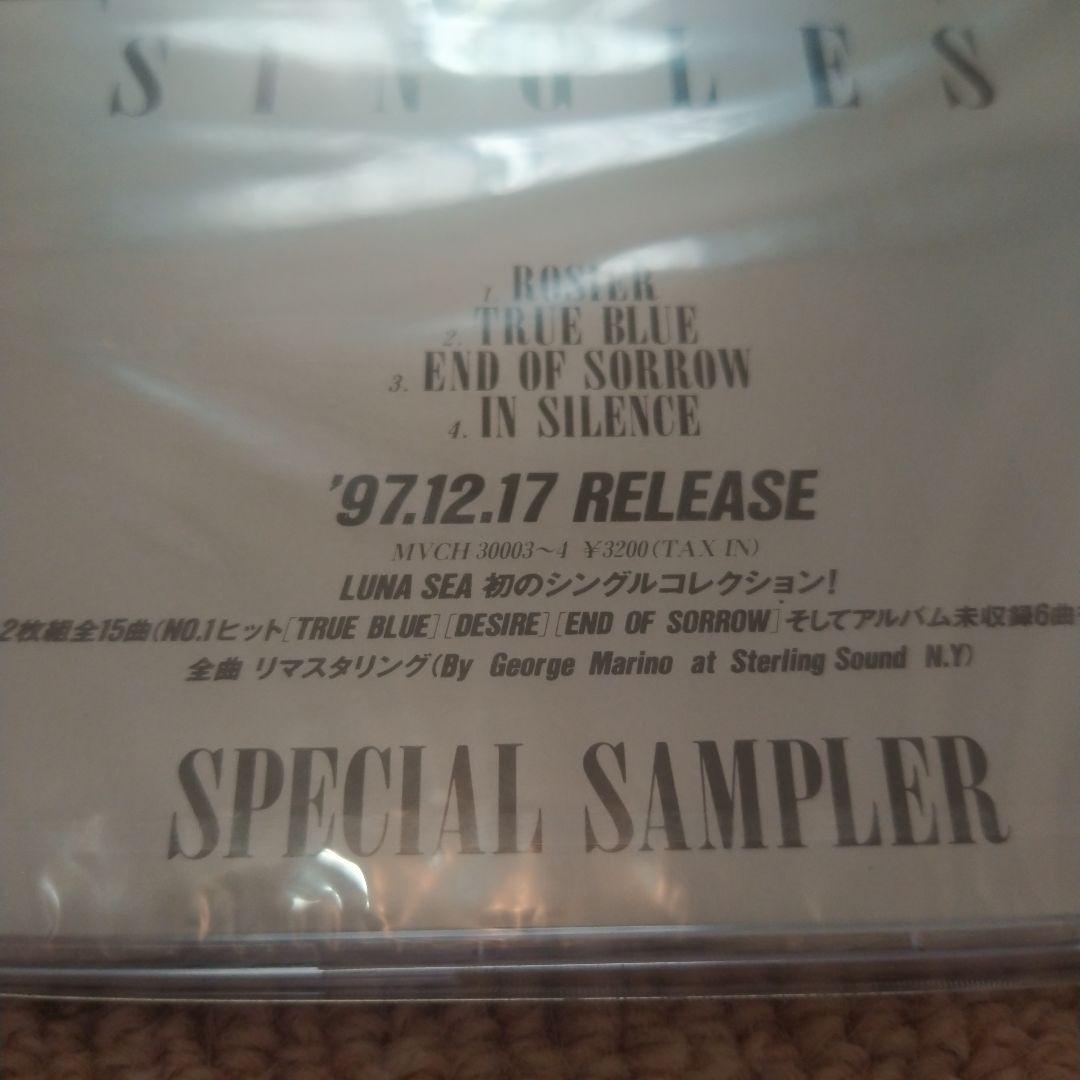 SINGLES
1. ROSIER
2. TRUE BLUE
3. END OF SORROW
4. IN SILENCE
'97.12.17 RELEASE
MVCH 30003～4 ¥3200(TAX IN)
LUNA SEA 初のシングルコレクション!
2枚組全15曲(NO.1ヒット[TRUE BLUE][DESIRE][END OF SORROW]そしてアルバム未収録6曲
全曲 リマスタリング(By George Marino at Sterling Sound N.Y)
SPECIAL SAMPLER